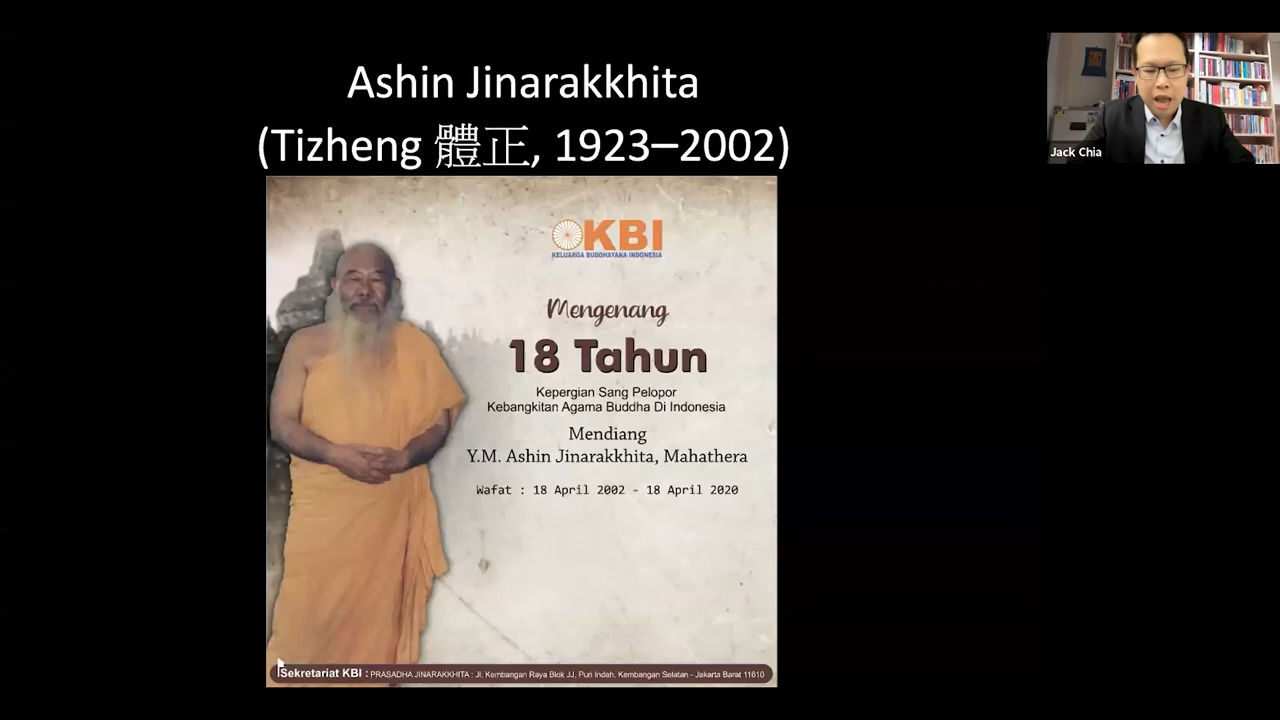 Ashin Jinarakkhita
(Tizheng 體正, 1923–2002)
Jack Chia
KBI
KELUARGA BUDDHAYANA INDONESIA
Mengenang
18 Tahun
Kepergian Sang Pelopor
Kebangkitan Agama Buddha Di Indonesia
Mendiang
Y.M. Ashin Jinarakkhita, Mahathera
Wafat : 18 April 2002 - 18 April 2020
Sekretariat KBI : PRASADHA JINARAKKHITA : Jl. Kembangan Raya Blok JJ, Puri Indah, Kembangan Selatan - Jakarta Barat 11610